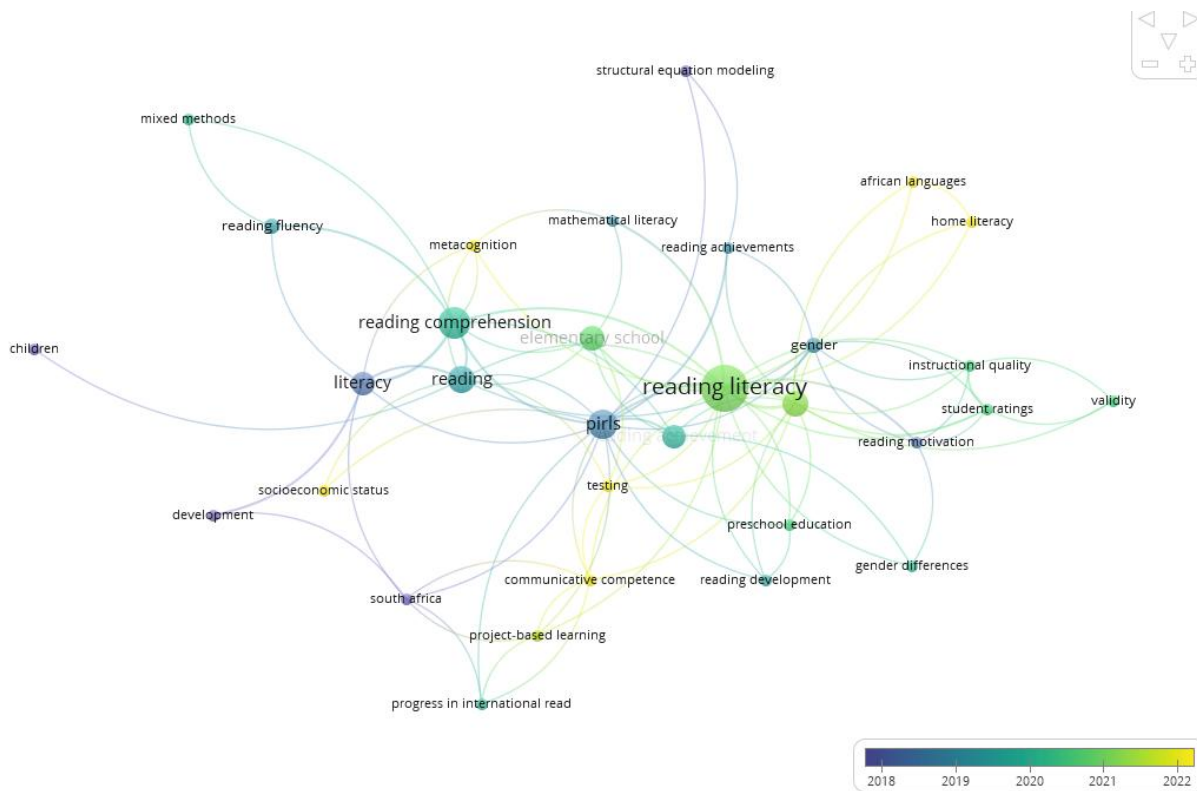 structural equation modeling
mixed methods
african languages
home literacy
reading fluency
mathematical literacy
metacognition
reading achievements
reading comprehension
elementary school
gender
children
instructional quality
literacy
reading
reading literacy
validity
student ratings
pirls
reading achievement
reading motivation
testing
socioeconomic status
development
preschool education
gender differences
communicative competence
reading development
south africa
project-based learning
progress in international read
2018 2019 2020 2021 2022